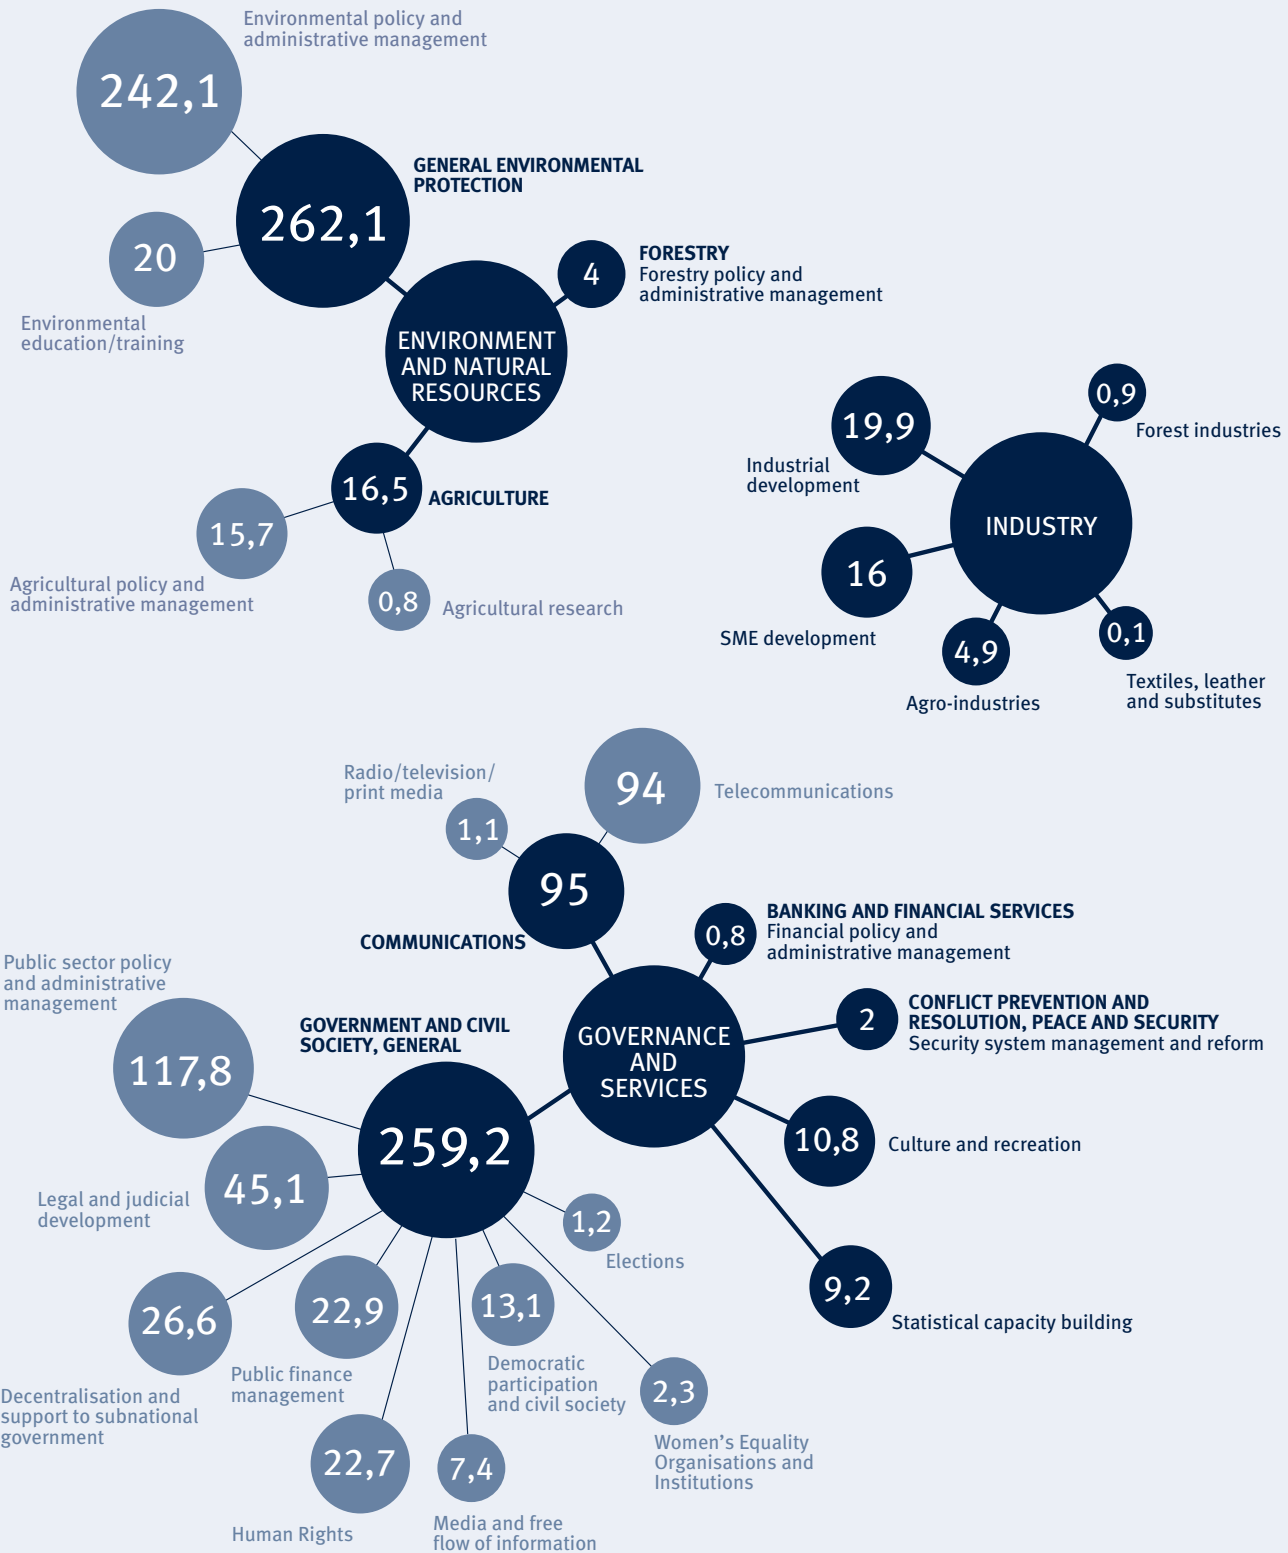 Environmental policy and
administrative management
242,1
GENERAL ENVIRONMENTAL
PROTECTION
262,1
20
Environmental
education/training
4
FORESTRY
Forestry policy and
administrative management
ENVIRONMENT
AND NATURAL
RESOURCES
16,5
AGRICULTURE
15,7
Agricultural policy and
administrative management
0,8
Agricultural research
19,9
Industrial
development
0,9
Forest industries
INDUSTRY
16
SME development
4,9
Agro-industries
0,1
Textiles, leather
and substitutes
Radio/television/
print media
1,1
94
Telecommunications
95
COMMUNICATIONS
0,8
BANKING AND FINANCIAL SERVICES
Financial policy and
administrative management
2
CONFLICT PREVENTION AND
RESOLUTION, PEACE AND SECURITY
Security system management and reform
GOVERNANCE
AND
SERVICES
10,8
Culture and recreation
9,2
Statistical capacity building
GOVERNMENT AND CIVIL
SOCIETY, GENERAL
259,2
Public sector policy
and administrative
management
117,8
45,1
Legal and judicial
development
26,6
Decentralisation and
support to subnational
government
22,9
Public finance
management
22,7
Human Rights
7,4
Media and free
flow of information
13,1
Democratic
participation
and civil society
1,2
Elections
2,3
Women's Equality
Organisations and
Institutions